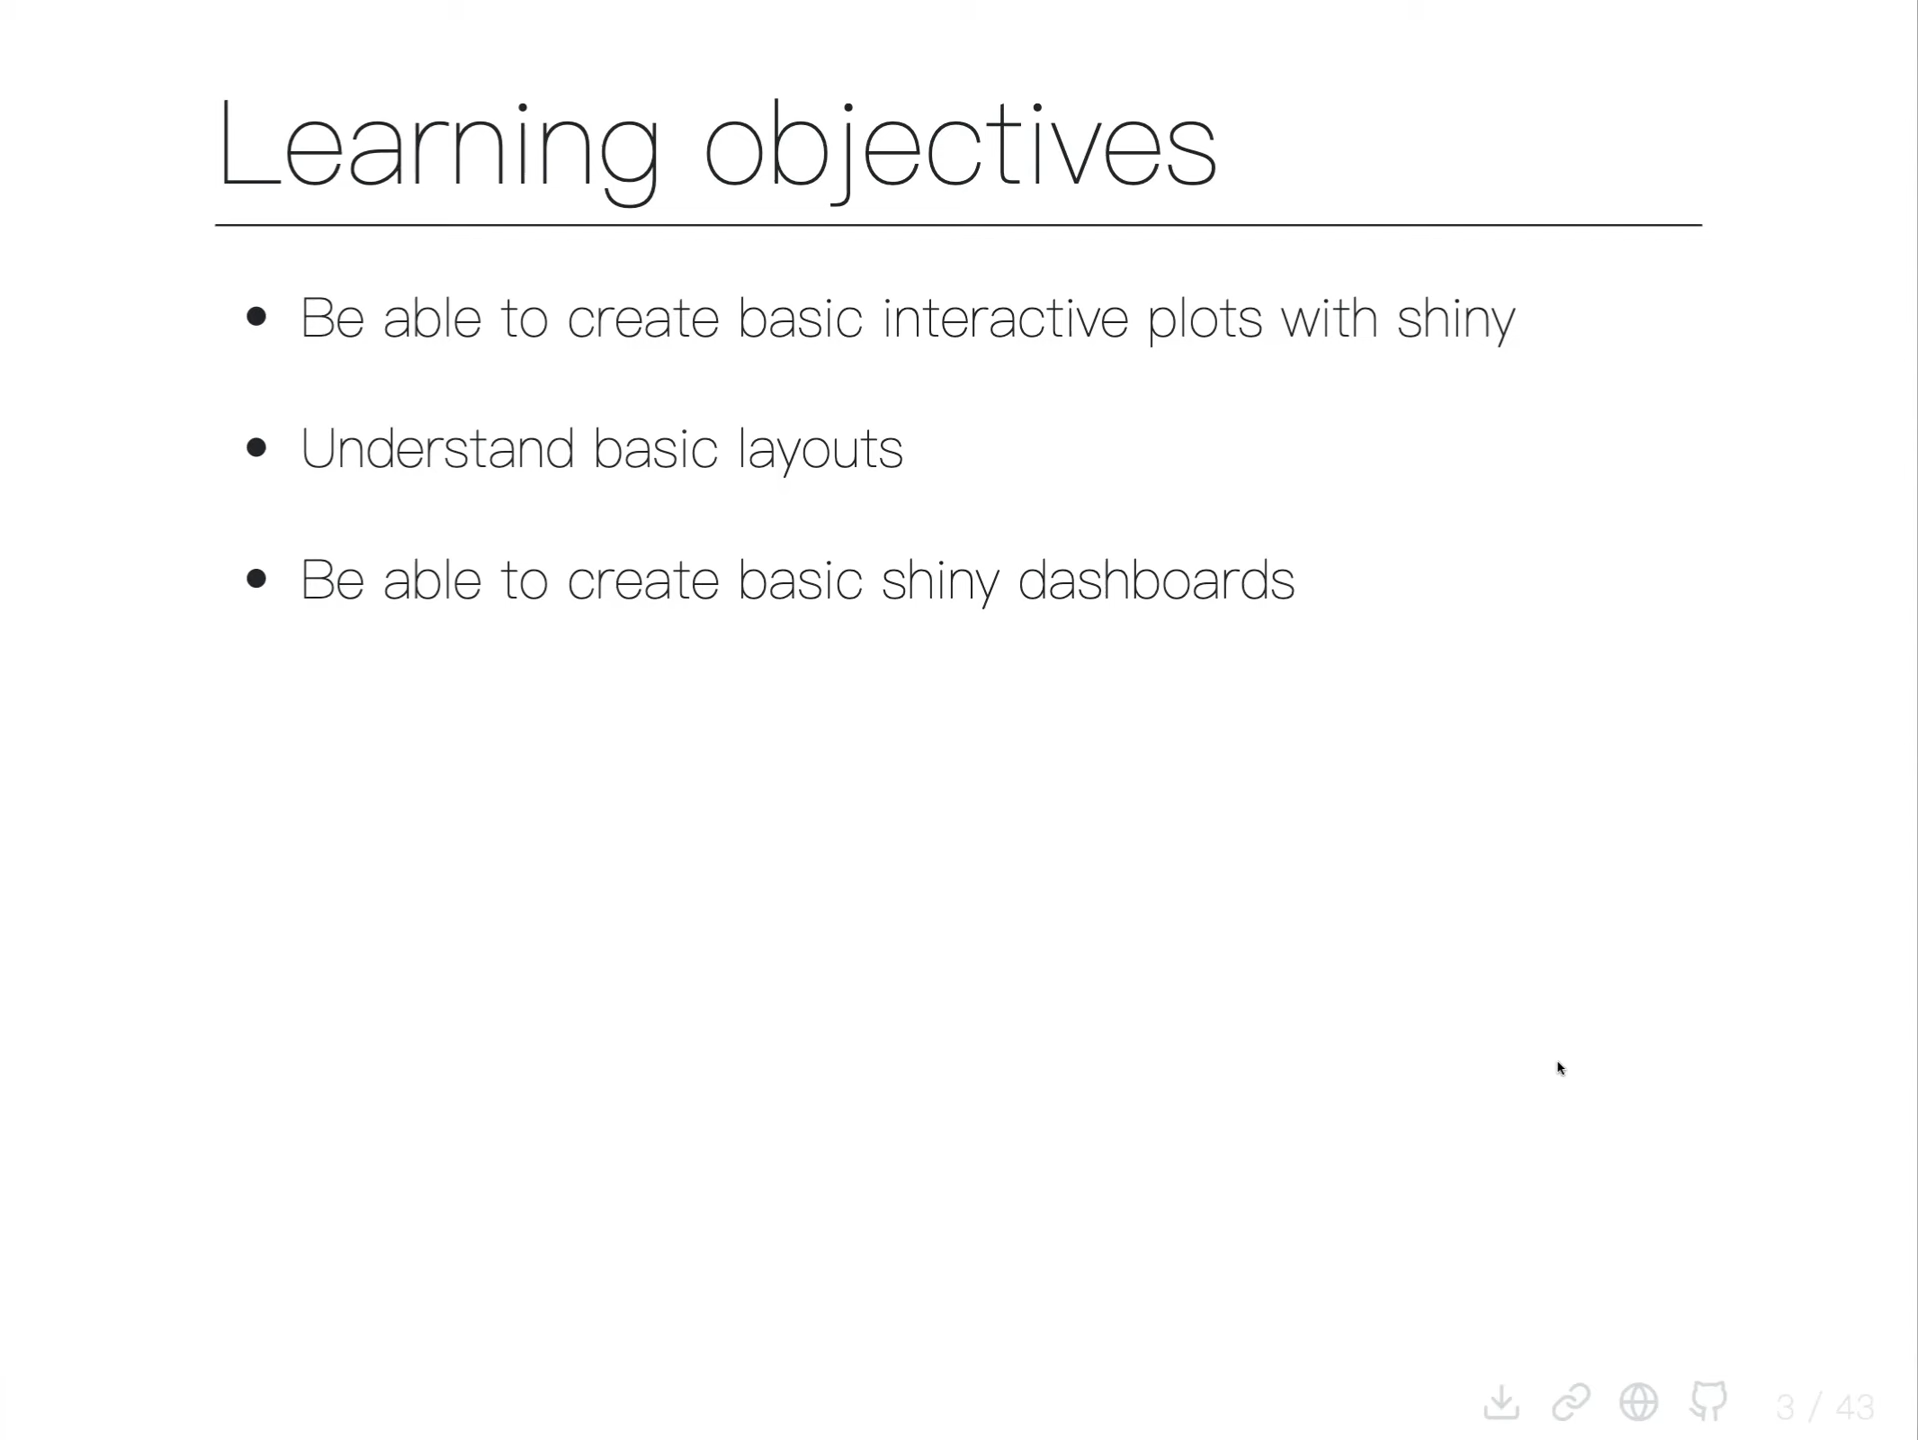 Learning objectives
Be able to create basic interactive plots with shiny
Understand basic layouts
Be able to create basic shiny dashboards
3 / 43